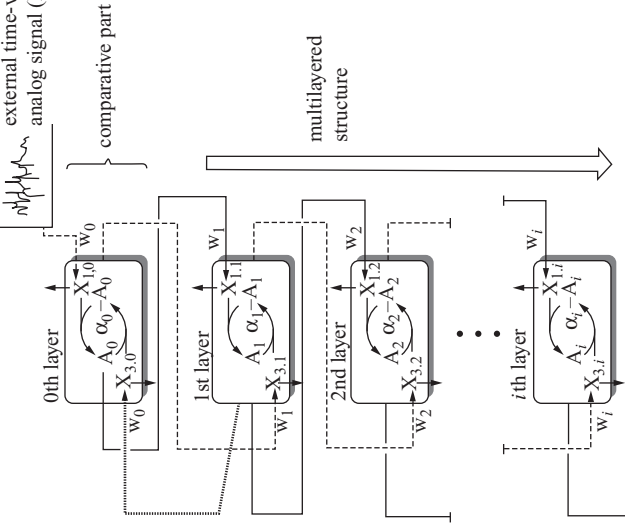 external time-v
analog signal (
comparative part
multilayered
structure
0th layer
w0
X1,0
α0−A0
A0
X3.0
w0
1st layer
w1
X1.1
α1−A1
A1
X3.1
w1
2nd layer
w2
X1.2
α2−A2
A2
X3.2
w2
• • •
ith layer
wi
X1.i
αi−Ai
Ai
X3.i
wi